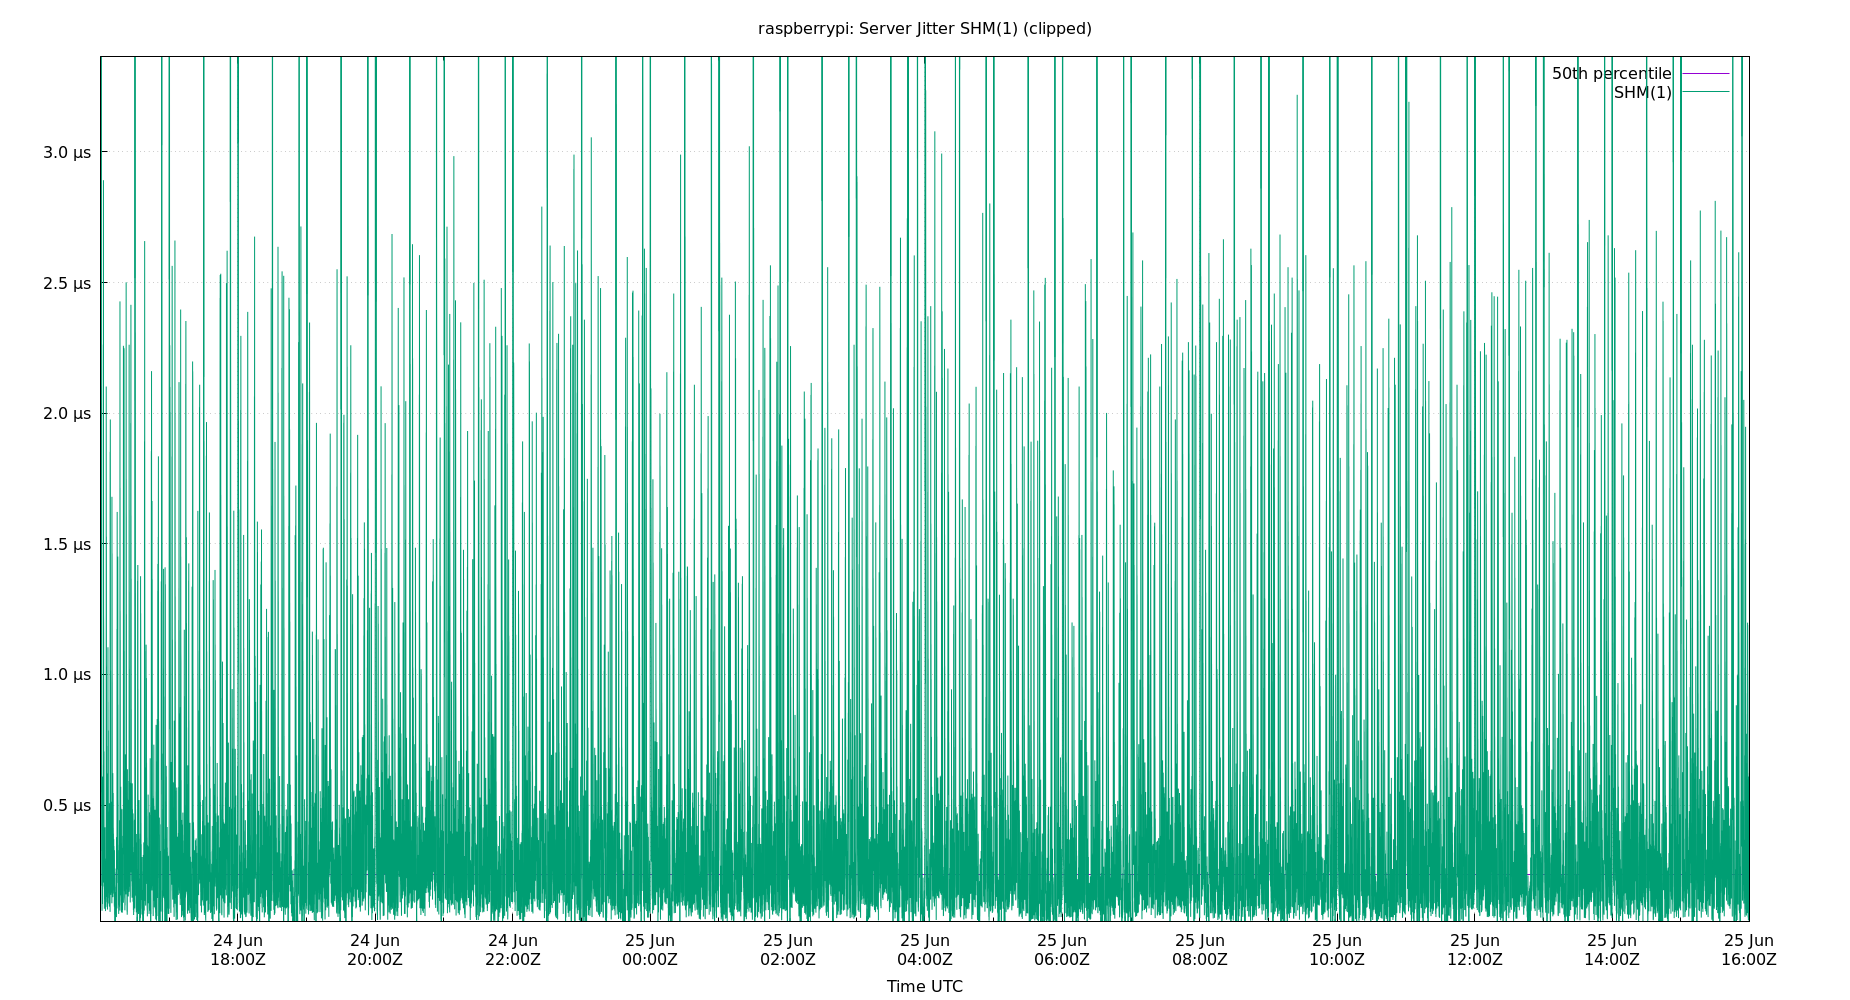 raspberrypi: Server Jitter SHM(1) (clipped)
50th percentile
SHM(1)
3.0 µs
2.5 µs
2.0 µs
1.5 µs
1.0 µs
0.5 µs
24 Jun 24 Jun 24 Jun 25 Jun 25 Jun 25 Jun 25 Jun 25 Jun 25 Jun 25 Jun 25 Jun 25 Jun
18:00Z 20:00Z 22:00Z 00:00Z 02:00Z 04:00Z 06:00Z 08:00Z 10:00Z 12:00Z 14:00Z 16:00Z
Time UTC